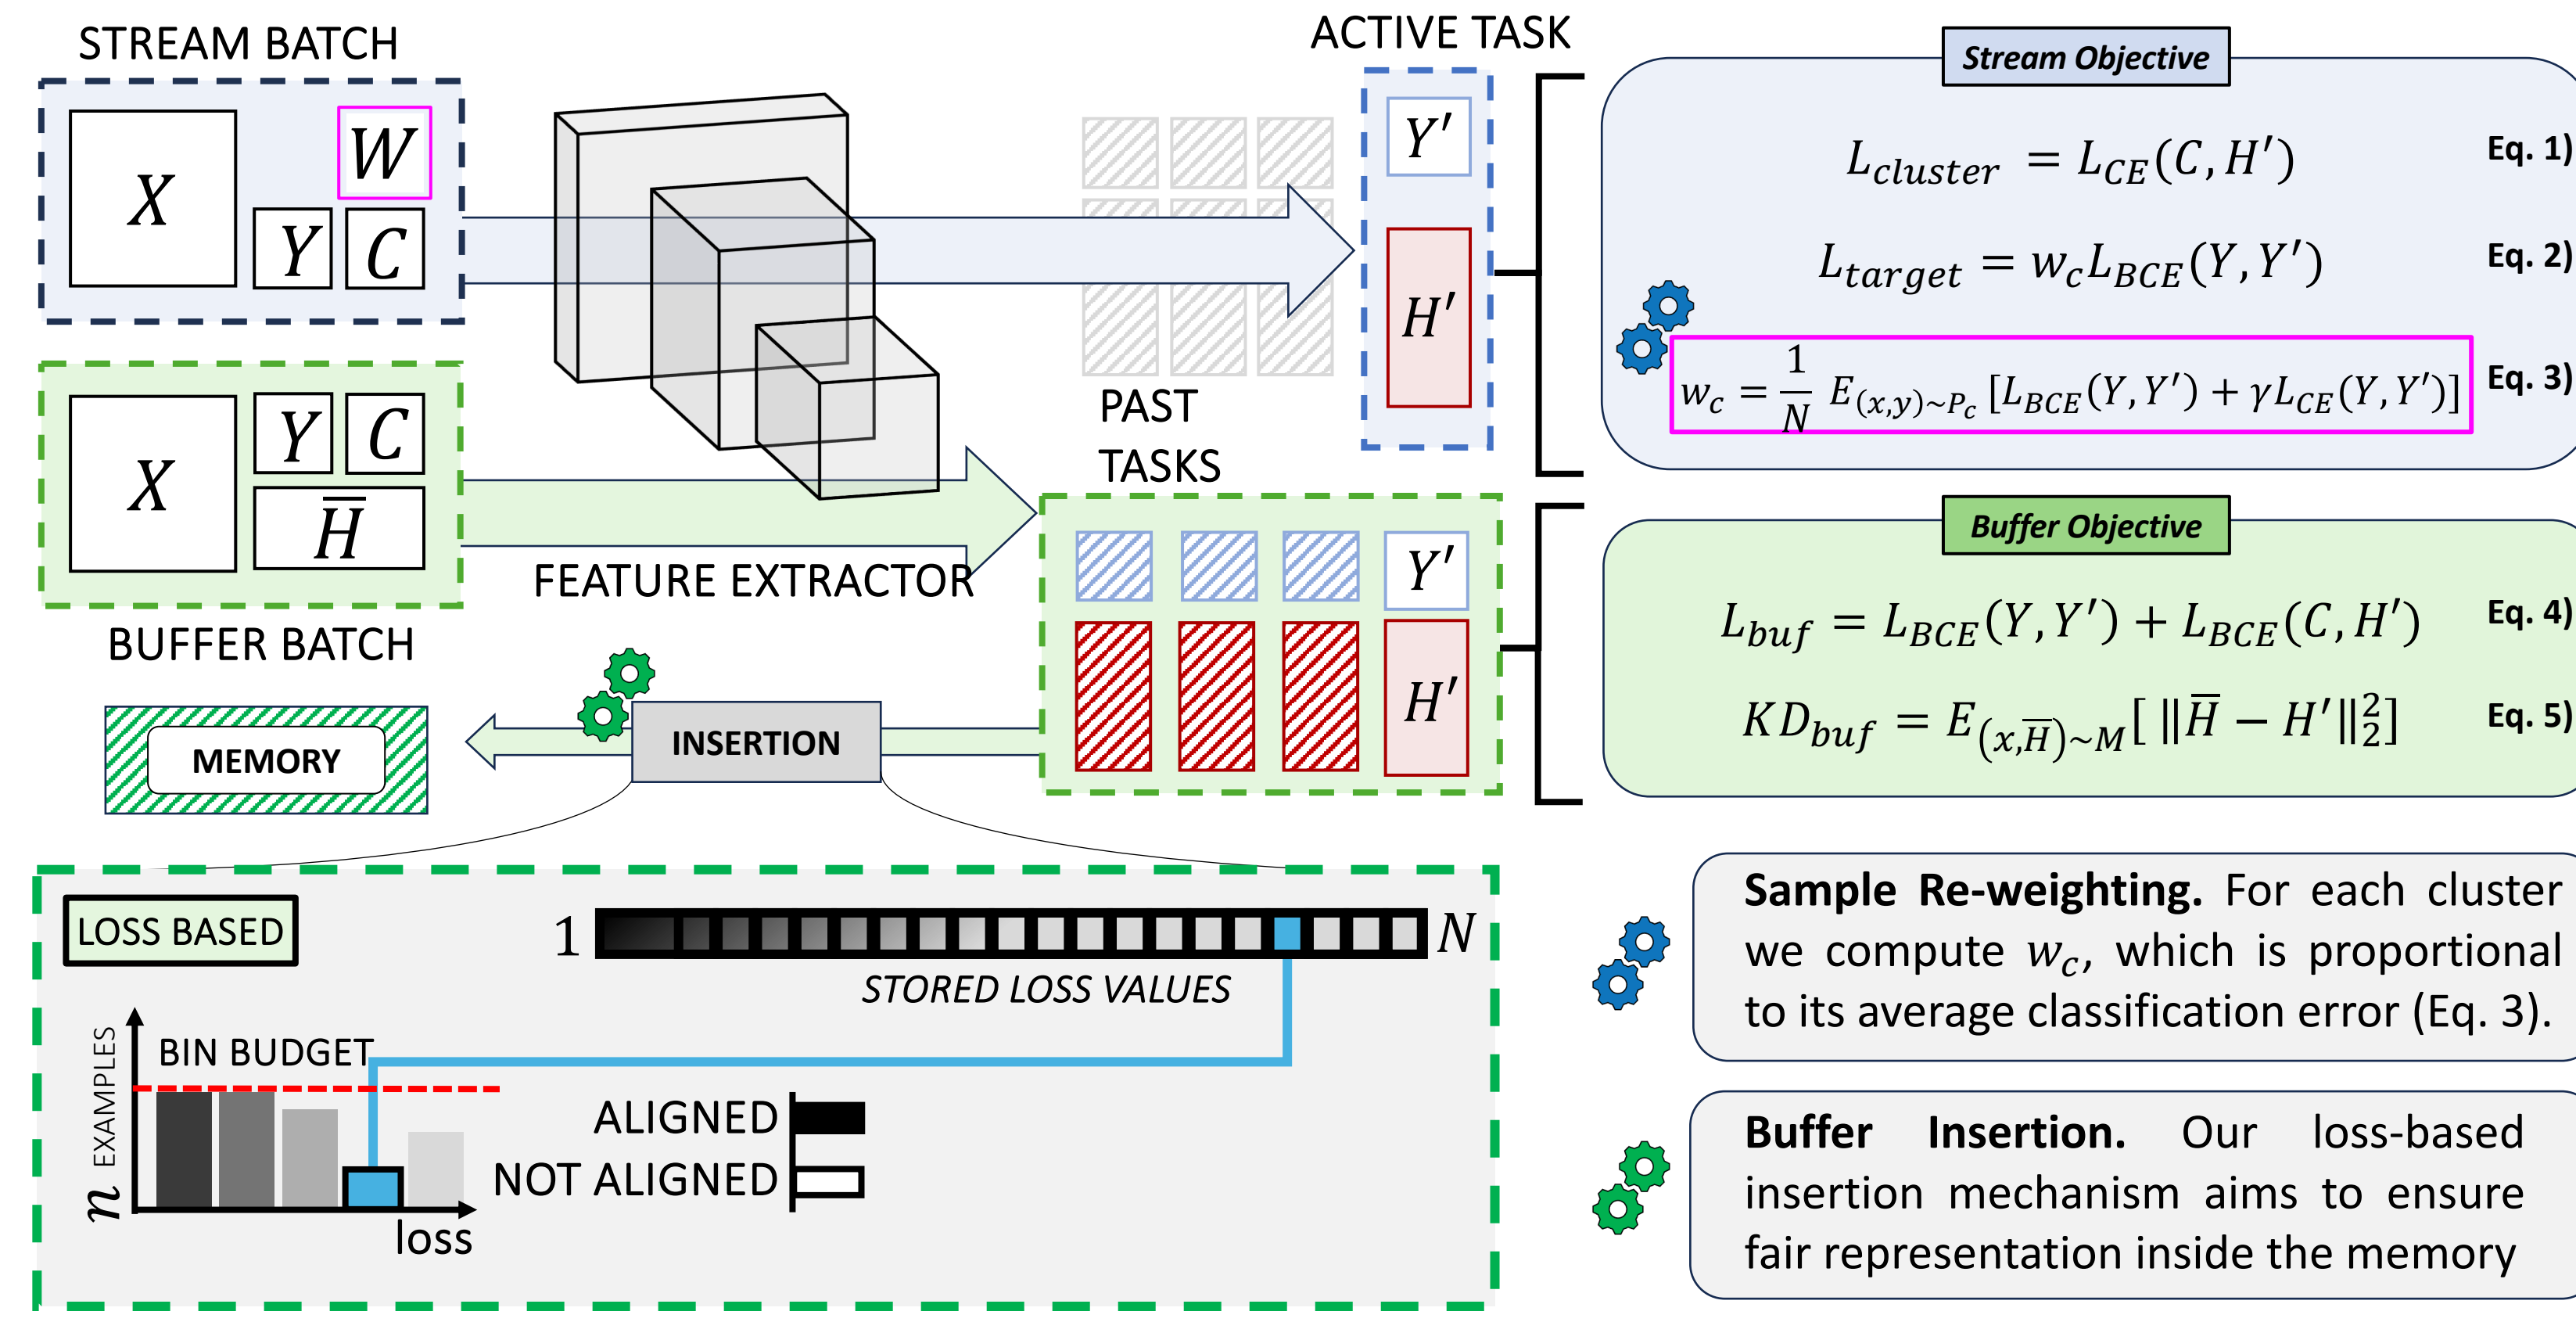 STREAM BATCH
X
W
Y
C
X
Y
C
H̅
BUFFER BATCH
FEATURE EXTRACTOR
PAST
TASKS
ACTIVE TASK
Y′
H′
Y′
H′
INSERTION
MEMORY
Stream Objective
L_cluster = L_CE(C, H′) Eq. 1)
L_target = w_c L_BCE(Y, Y′) Eq. 2)
w_c = 1/N E_(x,y)~P_c [L_BCE(Y, Y′) + γL_CE(Y, Y′)] Eq. 3)
Buffer Objective
L_buf = L_BCE(Y, Y′) + L_BCE(C, H′) Eq. 4)
KD_buf = E_(x,H̅)~M [ ‖H̅ − H′‖₂²] Eq. 5)
LOSS BASED
1
N
STORED LOSS VALUES
BIN BUDGET
n EXAMPLES
loss
ALIGNED
NOT ALIGNED
Sample Re-weighting. For each cluster
we compute w_c, which is proportional
to its average classification error (Eq. 3).
Buffer Insertion. Our loss-based
insertion mechanism aims to ensure
fair representation inside the memory